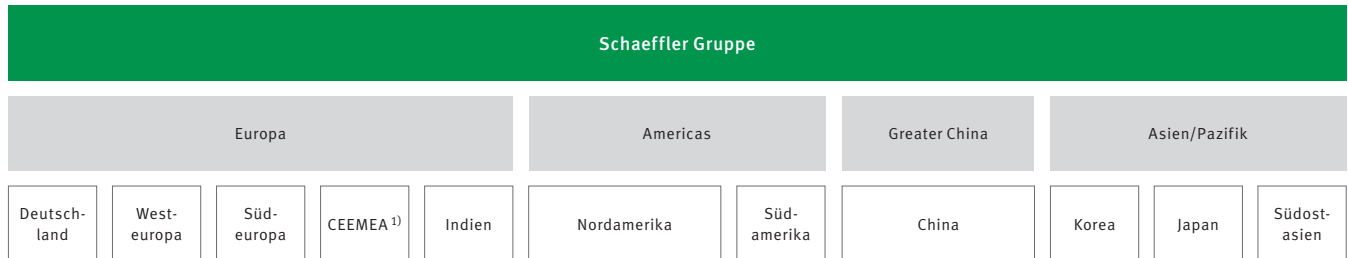 Schaeffler Gruppe
Europa
Americas
Greater China
Asien/Pazifik
Deutsch-
land
West-
europa
Süd-
europa
CEEMEA 1)
Indien
Nordamerika
Süd-
amerika
China
Korea
Japan
Südost-
asien